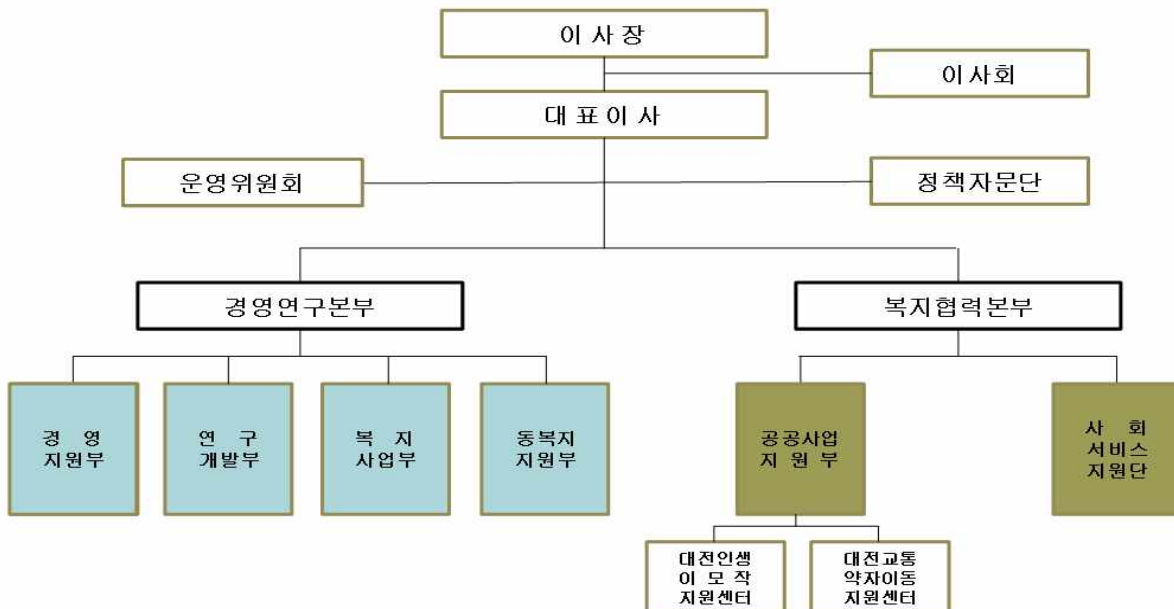 이 사 장
이사회
대 표 이 사
운영위원회
정책자문단
경영연구본부
복지협력본부
경 영
지원부
연 구
개발부
복 지
사업부
동복지
지원부
공공사업
지 원 부
사 회
서비스
지원단
대전인생
이 모 작
지원센터
대전교통
약자이동
지원센터